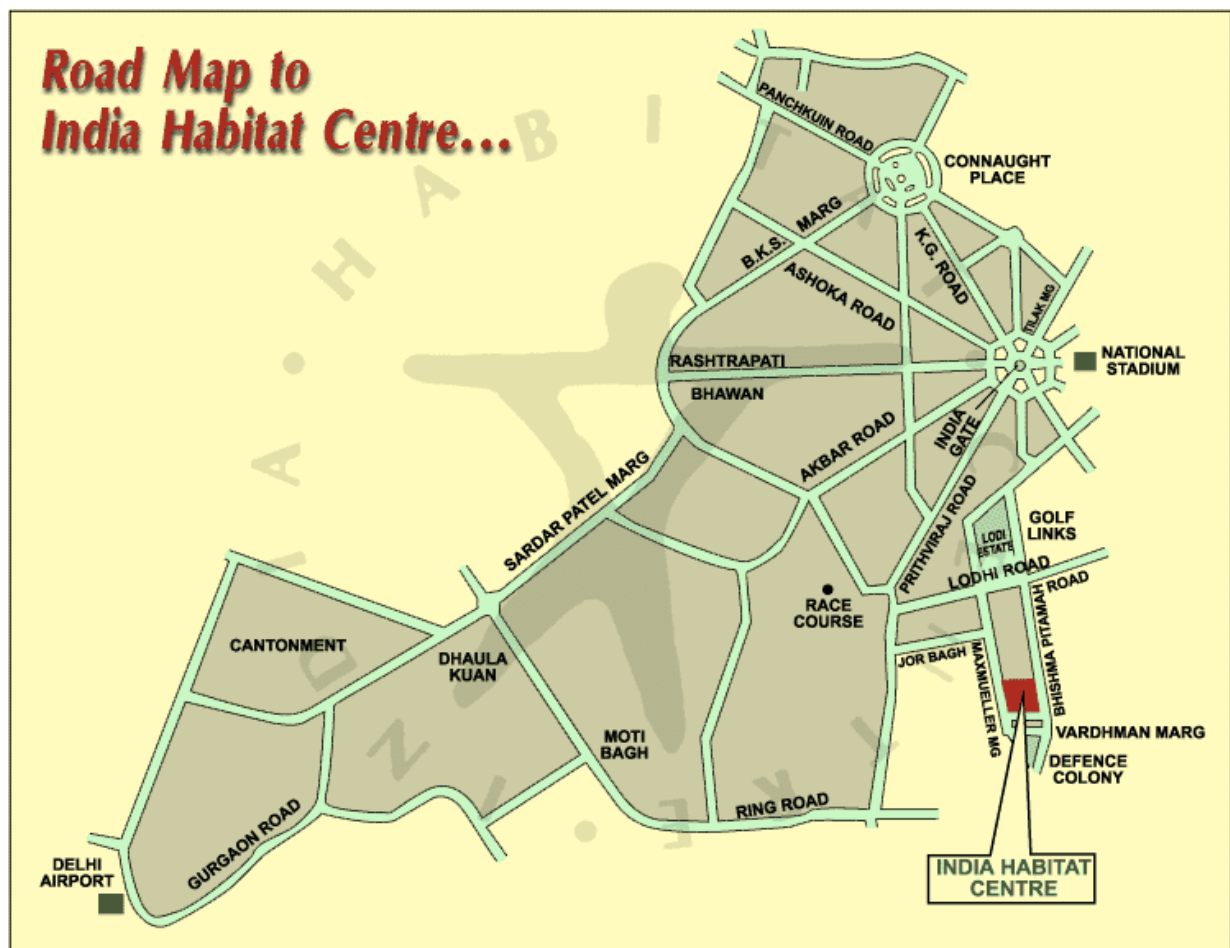 Road Map to
India Habitat Centre...
PANCHKUIN ROAD
CONNAUGHT
PLACE
B.K.S. MARG
K.G. ROAD
ASHOKA ROAD
TILAK MG
RASHTRAPATI
BHAWAN
NATIONAL
STADIUM
INDIA
GATE
AKBAR ROAD
SARDAR PATEL MARG
PRITHVIRAJ ROAD
GOLF
LINKS
LODI
ESTATE
LODHI ROAD
RACE
COURSE
CANTONMENT
DHAULA
KUAN
JOR BAGH
MAXMUELLER MG
BHISHMA PITAMAH ROAD
MOTI
BAGH
VARDHMAN MARG
DEFENCE
COLONY
RING ROAD
GURGAON ROAD
DELHI
AIRPORT
INDIA HABITAT
CENTRE
INDIA • HABITAT CENTRE •